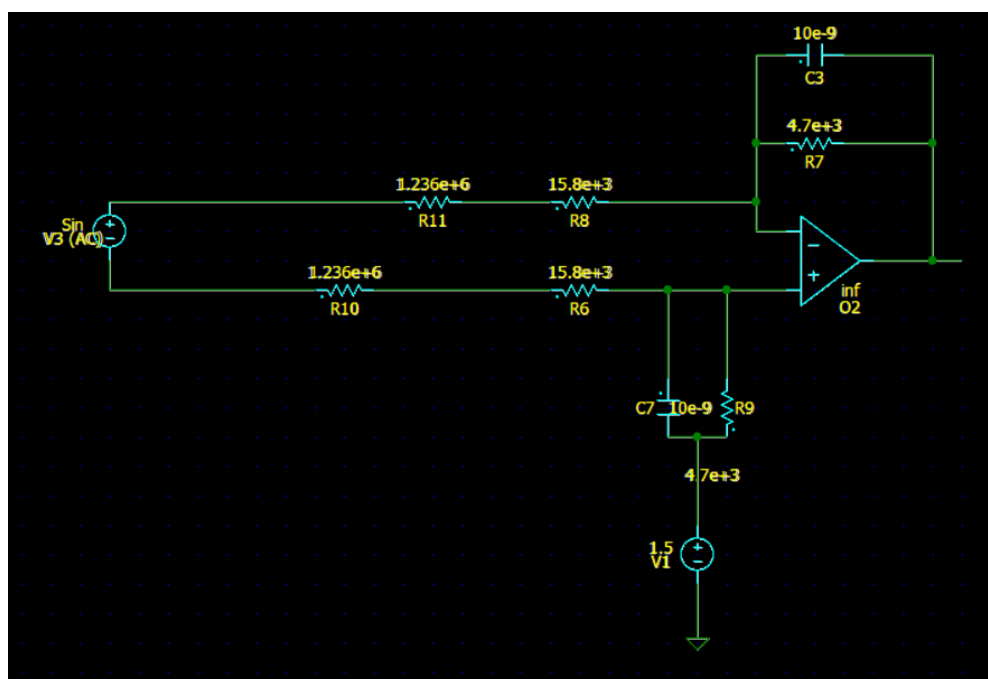 10e-9
C3
4.7e+3
R7
1.236e+6
R11
15.8e+3
R8
Sin
V3 (AC)
1.236e+6
R10
15.8e+3
R6
inf
O2
C7 10e-9 R9
4.7e+3
1.5
V1